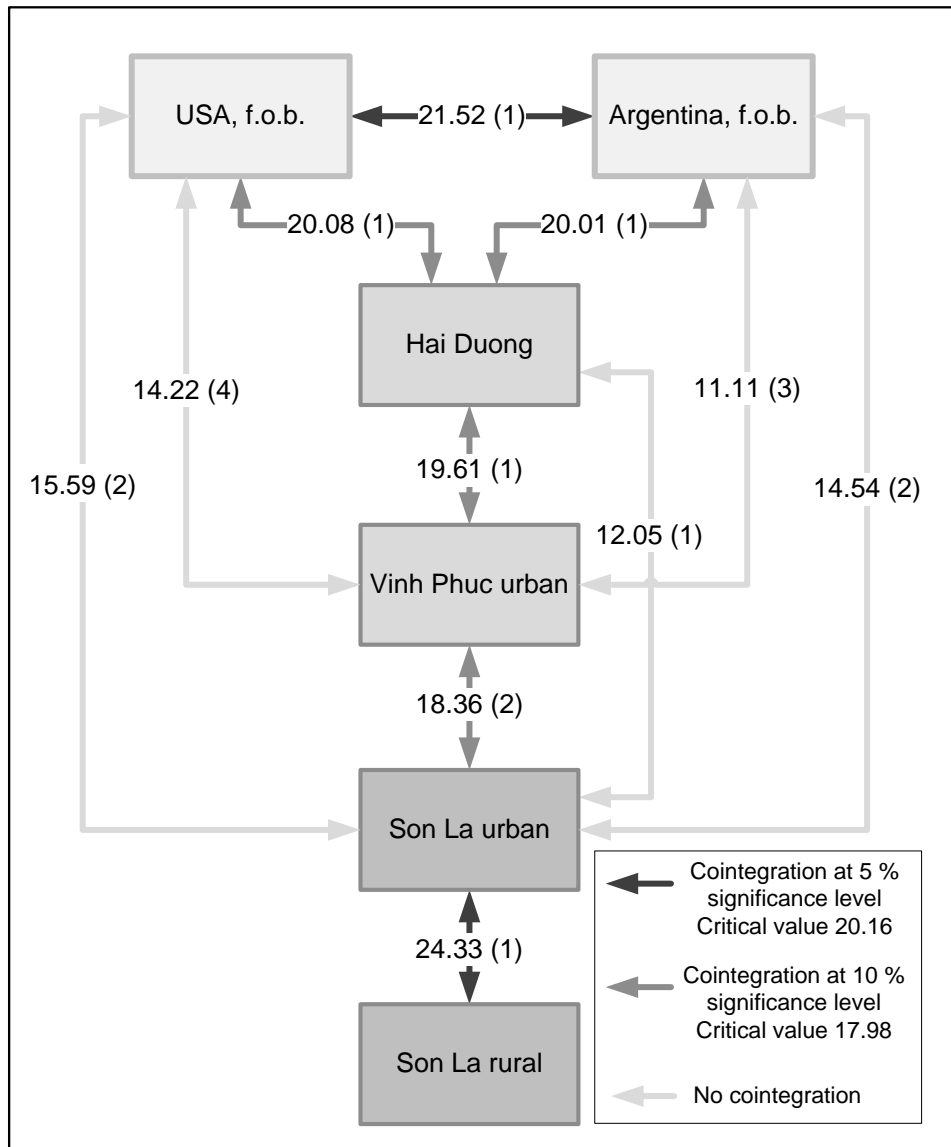 USA, f.o.b.
21.52 (1)
Argentina, f.o.b.
20.08 (1)
20.01 (1)
Hai Duong
14.22 (4)
11.11 (3)
19.61 (1)
15.59 (2)
14.54 (2)
12.05 (1)
Vinh Phuc urban
18.36 (2)
Son La urban
24.33 (1)
Son La rural
Cointegration at 5 %
significance level
Critical value 20.16
Cointegration at 10 %
significance level
Critical value 17.98
No cointegration